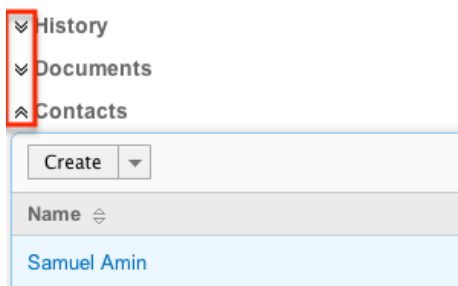 History
Documents
Contacts
Create
Name
Samuel Amin